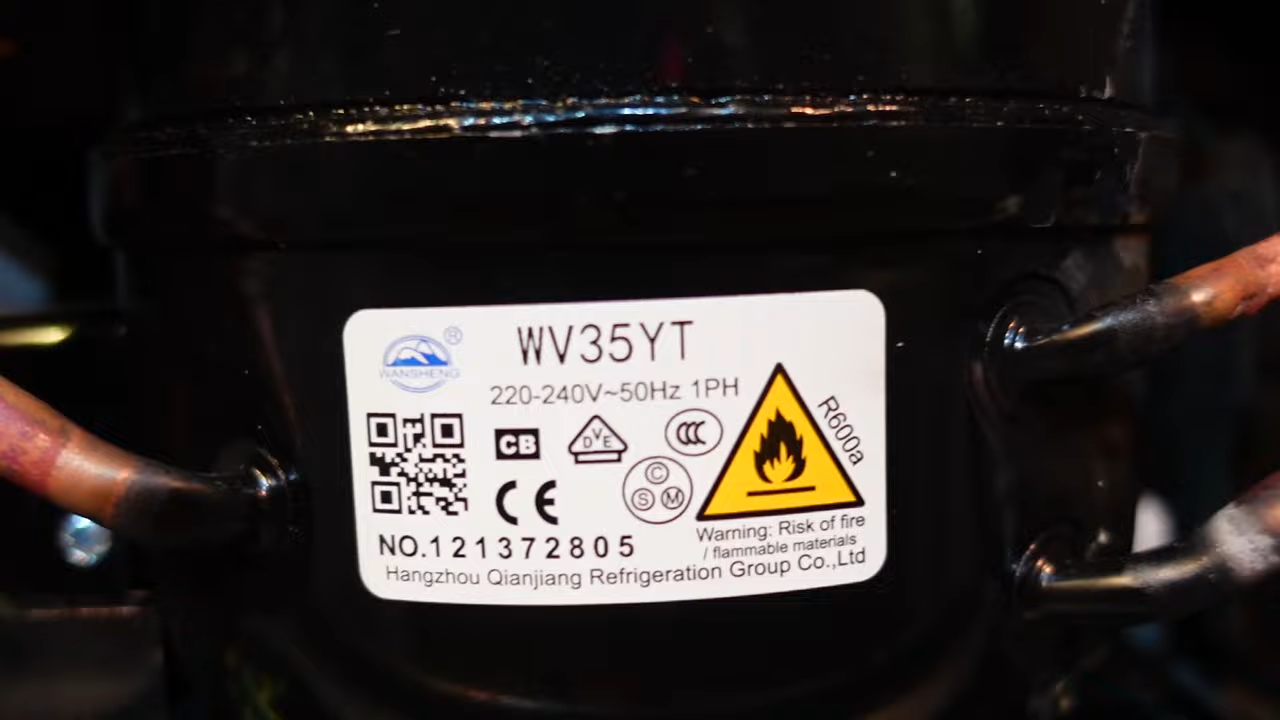 WV35YT
®
WANSHENG
220-240V~50Hz 1PH
CB
DVE
CCC
R600a
CSM
CE
Warning: Risk of fire
/ flammable materials
NO.121372805
Hangzhou Qianjiang Refrigeration Group Co.,Ltd